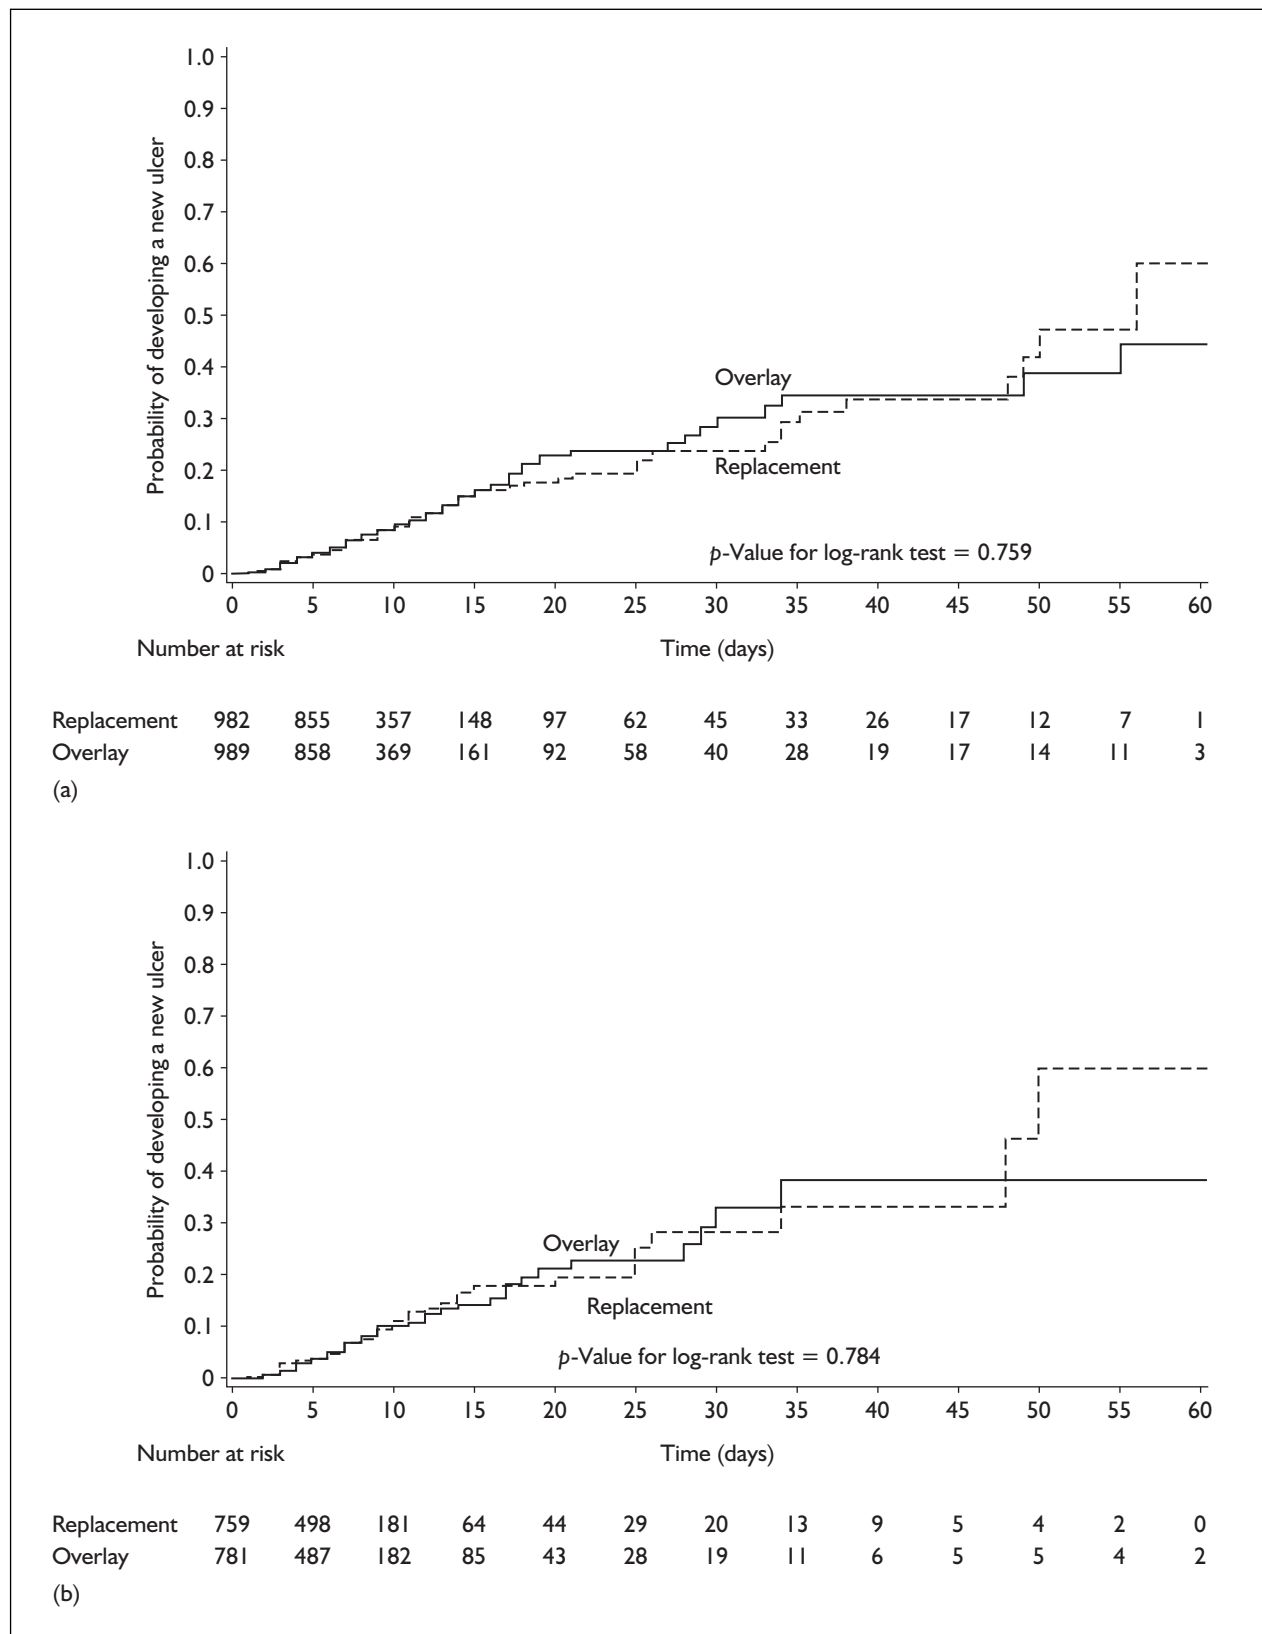 1.0
0.9
0.8
0.7
0.6
0.5
0.4
0.3
0.2
0.1
0
Probability of developing a new ulcer
Overlay
Replacement
p-Value for log-rank test = 0.759
0 5 10 15 20 25 30 35 40 45 50 55 60
Number at risk Time (days)
Replacement 982 855 357 148 97 62 45 33 26 17 12 7 1
Overlay 989 858 369 161 92 58 40 28 19 17 14 11 3
(a)
1.0
0.9
0.8
0.7
0.6
0.5
0.4
0.3
0.2
0.1
0
Probability of developing a new ulcer
Overlay
Replacement
p-Value for log-rank test = 0.784
0 5 10 15 20 25 30 35 40 45 50 55 60
Number at risk Time (days)
Replacement 759 498 181 64 44 29 20 13 9 5 4 2 0
Overlay 781 487 182 85 43 28 19 11 6 5 5 4 2
(b)